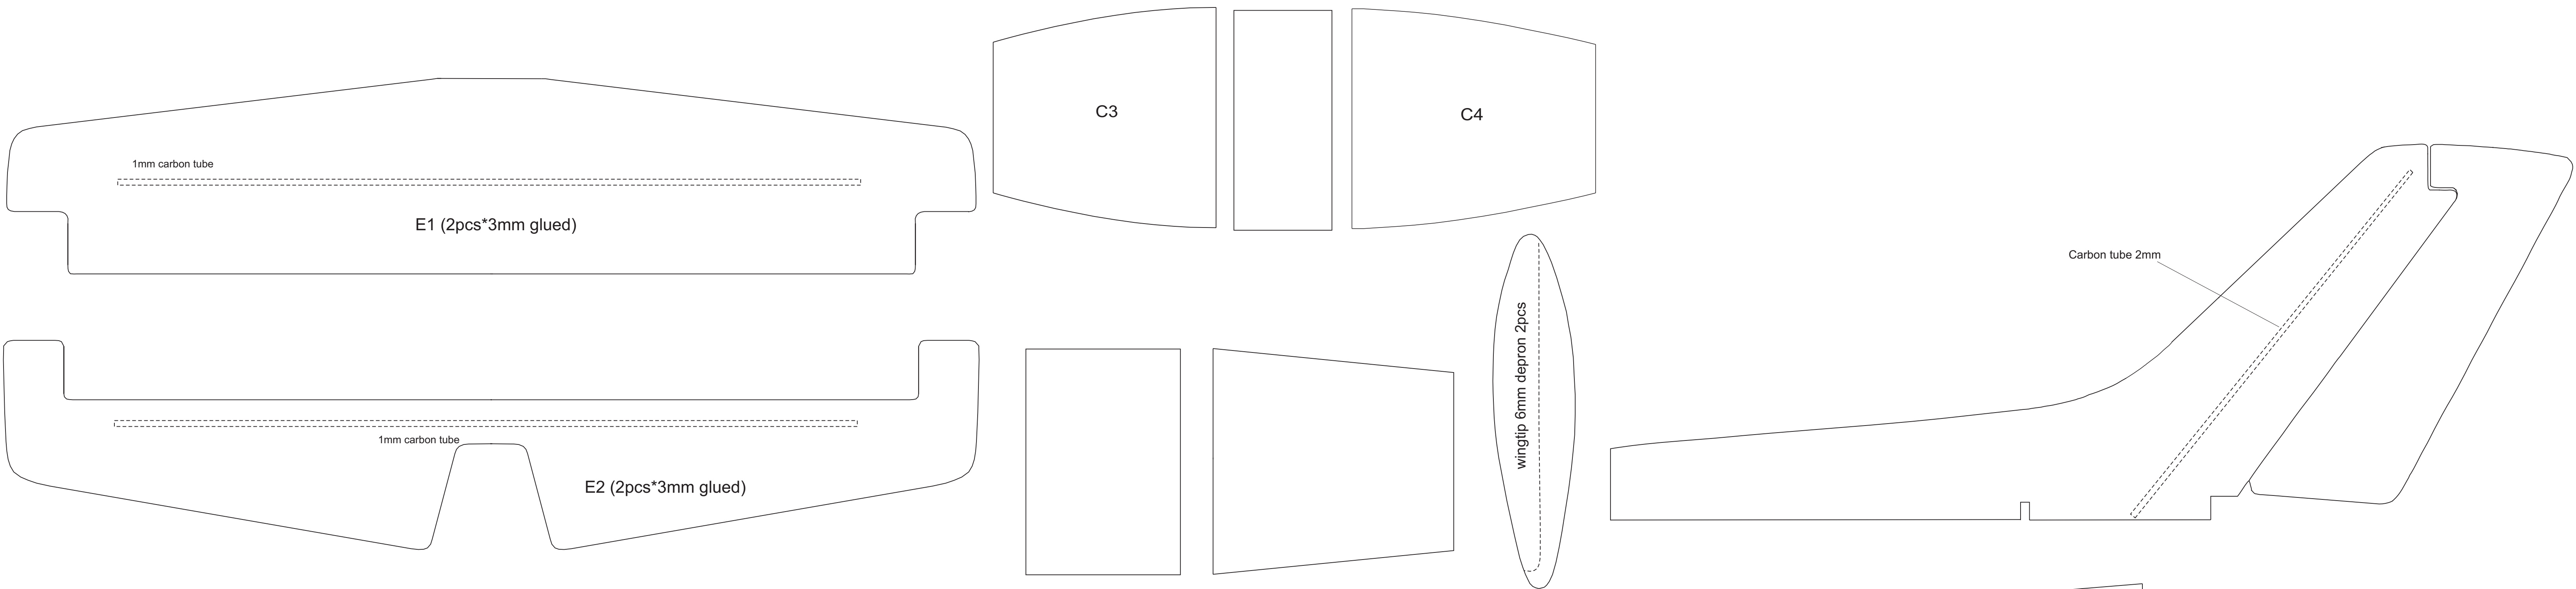 C3
C4
1mm carbon tube
E1 (2pcs*3mm glued)
Carbon tube 2mm
wingtip 6mm depron 2pcs
1mm carbon tube
E2 (2pcs*3mm glued)